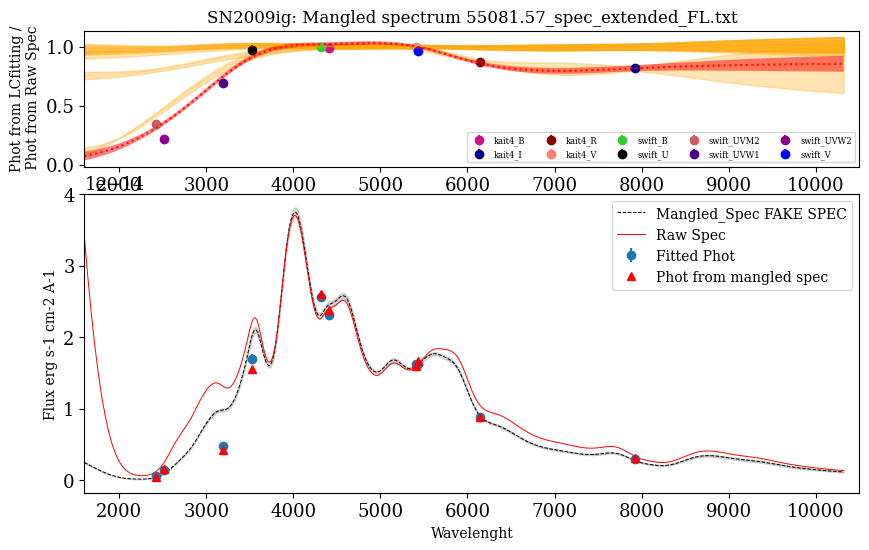 SN2009ig: Mangled spectrum 55081.57_spec_extended_FL.txt
Phot from LCfitting /
Phot from Raw Spec
1.0
0.5
0.0
kait4_B kait4_R swift_B swift_UVM2 swift_UVW2
kait4_I kait4_V swift_U swift_UVW1 swift_V
2000 3000 4000 5000 6000 7000 8000 9000 10000
1e−14
Flux erg s-1 cm-2 A-1
4
3
2
1
0
Mangled_Spec FAKE SPEC
Raw Spec
Fitted Phot
Phot from mangled spec
2000 3000 4000 5000 6000 7000 8000 9000 10000
Wavelenght